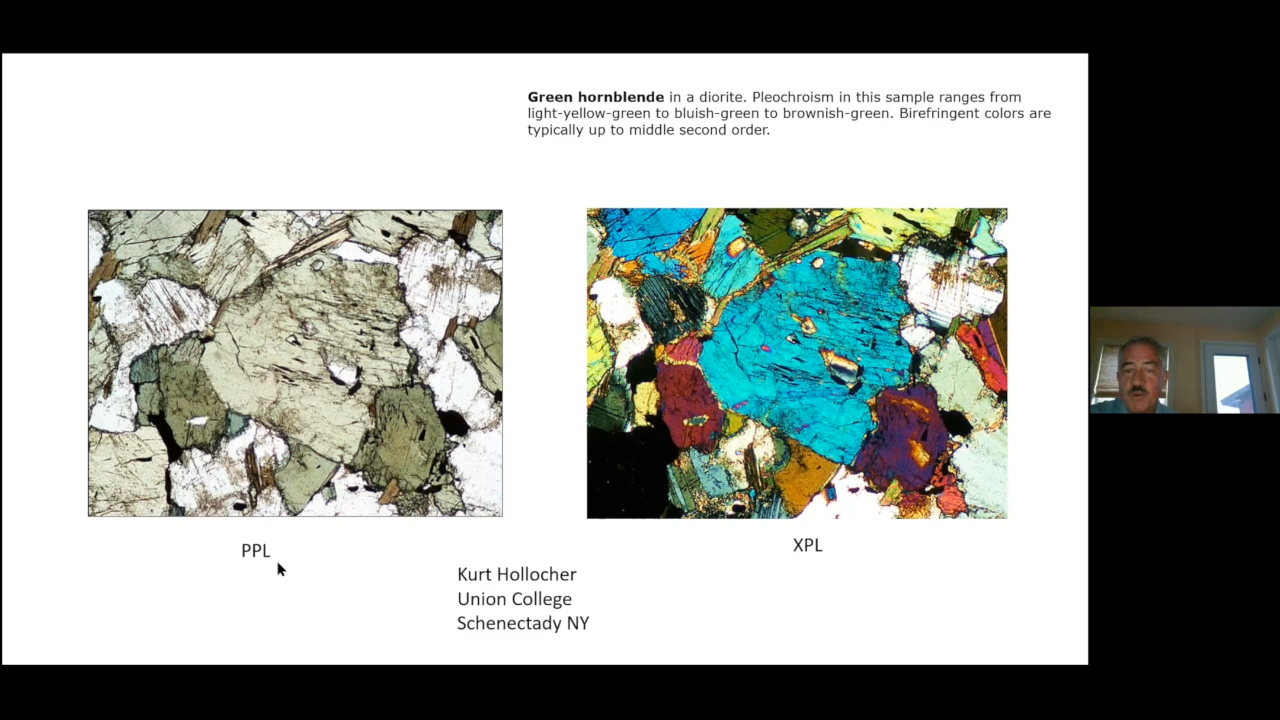 Green hornblende in a diorite. Pleochroism in this sample ranges from
light-yellow-green to bluish-green to brownish-green. Birefringent colors are
typically up to middle second order.
PPL
XPL
Kurt Hollocher
Union College
Schenectady NY